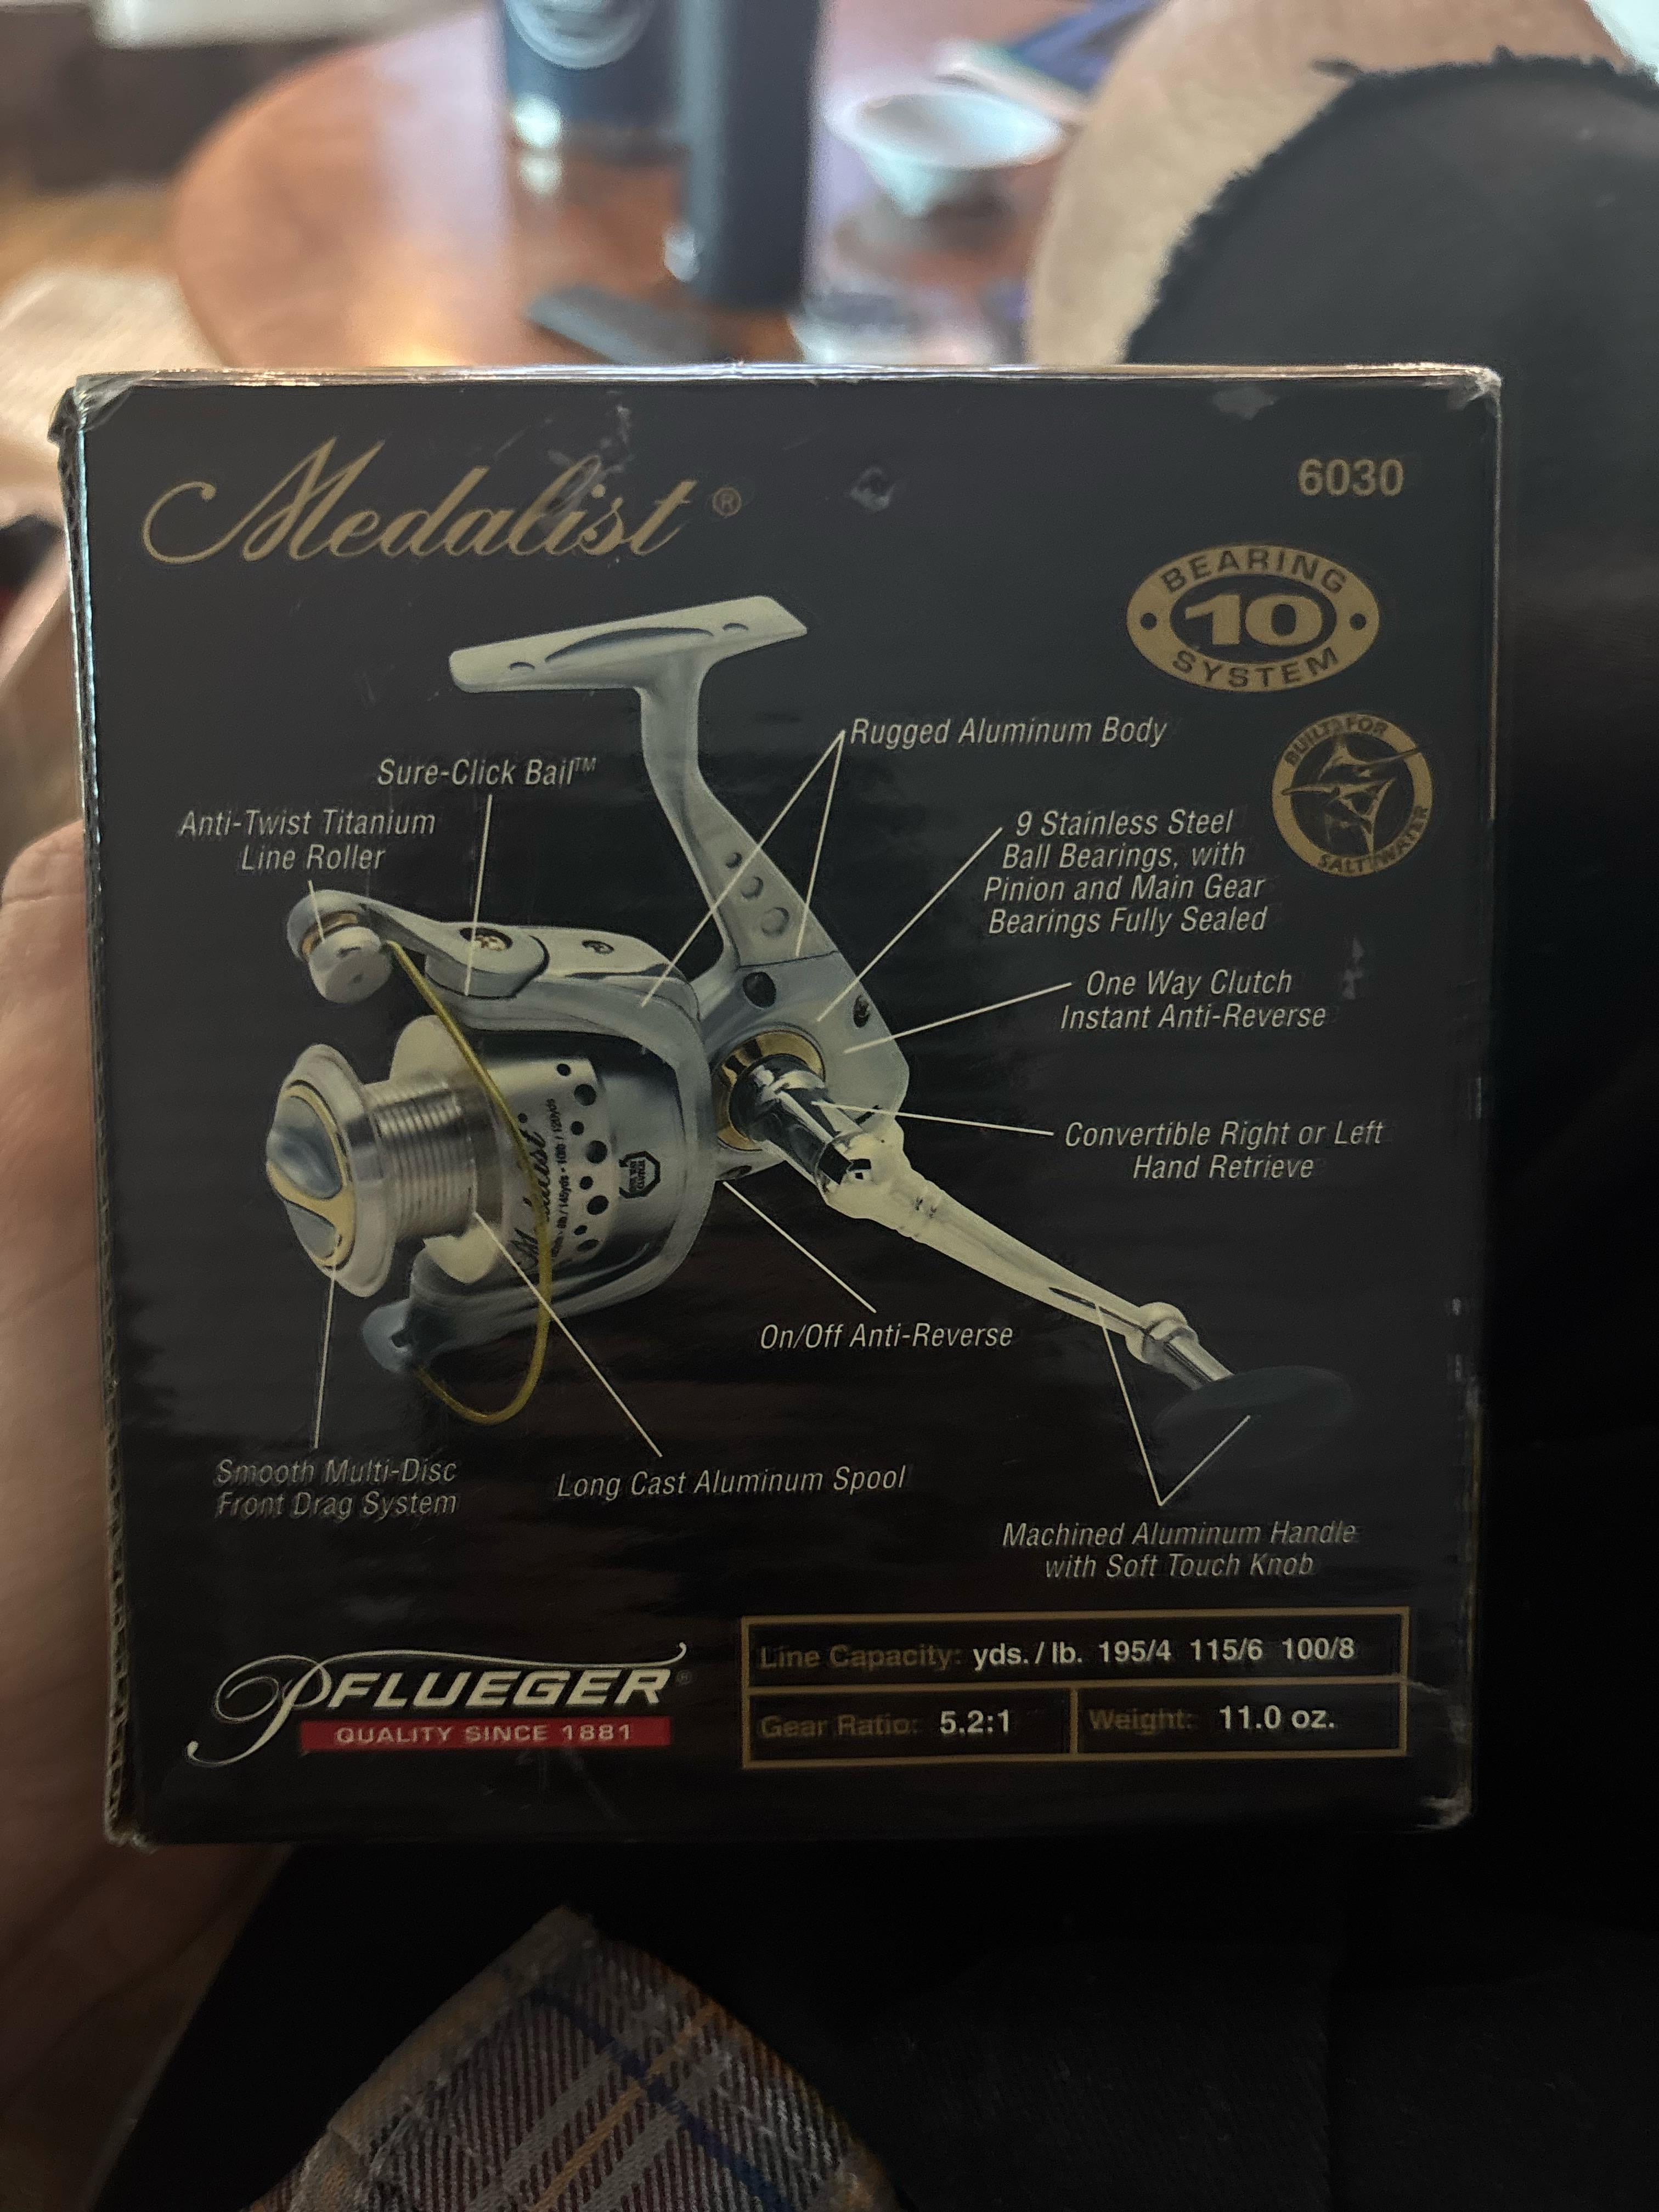 Medalist®
6030
BEARING
10
SYSTEM
BUILT FOR
SALTWATER
Rugged Aluminum Body
Sure-Click Bail™
Anti-Twist Titanium
Line Roller
9 Stainless Steel
Ball Bearings, with
Pinion and Main Gear
Bearings Fully Sealed
One Way Clutch
Instant Anti-Reverse
Convertible Right or Left
Hand Retrieve
Medalist
On/Off Anti-Reverse
Smooth Multi-Disc
Front Drag System
Long Cast Aluminum Spool
Machined Aluminum Handle
with Soft Touch Knob
PFLUEGER®
QUALITY SINCE 1881
Line Capacity: yds. / lb. 195/4 115/6 100/8
Gear Ratio: 5.2:1
Weight: 11.0 oz.